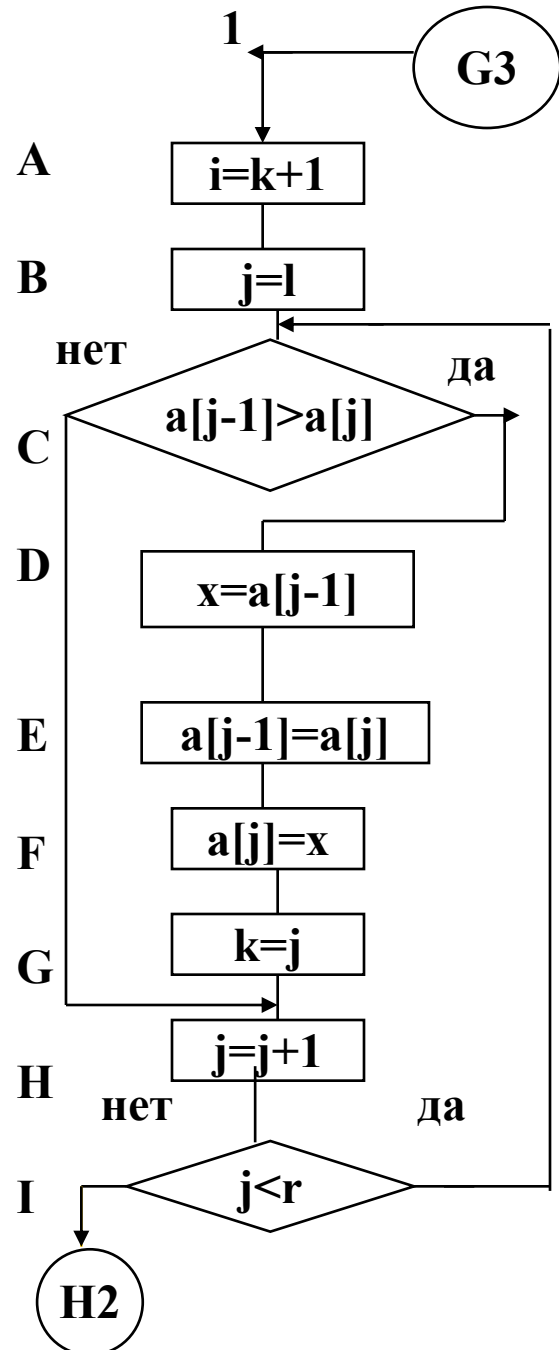 1
G3
A
i=k+1
B
j=l
нет
да
a[j-1]>a[j]
C
D
x=a[j-1]
E
a[j-1]=a[j]
F
a[j]=x
G
k=j
H
j=j+1
нет
да
I
j<r
H2